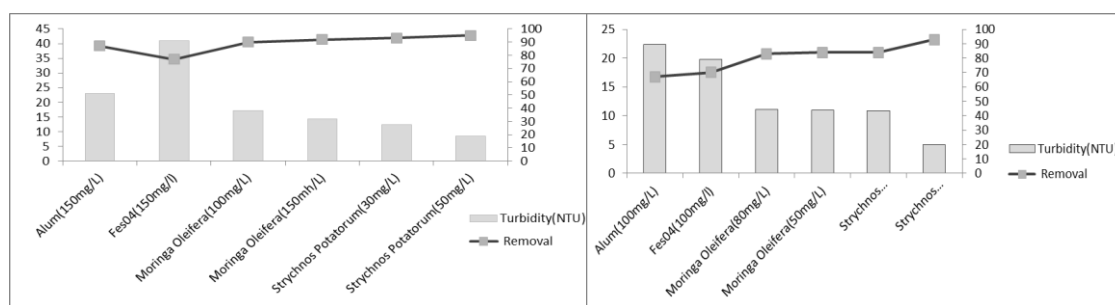 45
40
35
30
25
20
15
10
5
0
100
90
80
70
60
50
40
30
20
10
0
Alum(150mg/L)
Fes04(150mg/l)
Moringa Oleifera(100mg/L)
Moringa Oleifera(150mh/L)
Strychnos Potatorum(30mg/L)
Strychnos Potatorum(50mg/L)
Turbidity(NTU)
Removal
25
20
15
10
5
0
100
90
80
70
60
50
40
30
20
10
0
Alum(100mg/L)
Fes04(100mg/l)
Moringa Oleifera(80mg/L)
Moringa Oleifera(50mg/L)
Strychnos...
Strychnos...
Turbidity(NTU)
Removal